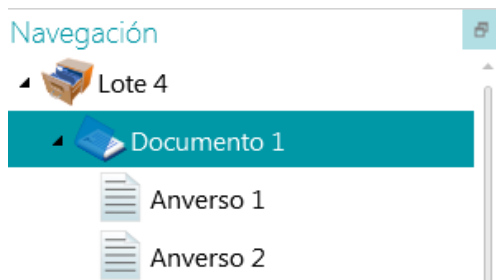 Navegación
Lote 4
Documento 1
Anverso 1
Anverso 2